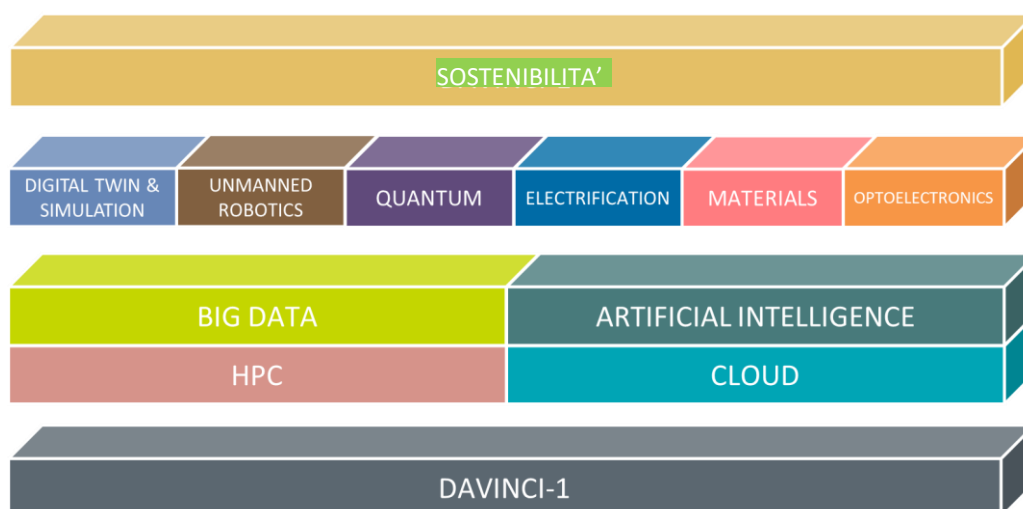 SOSTENIBILITA'
DIGITAL TWIN &
SIMULATION
UNMANNED
ROBOTICS
QUANTUM
ELECTRIFICATION
MATERIALS
OPTOELECTRONICS
BIG DATA
ARTIFICIAL INTELLIGENCE
HPC
CLOUD
DAVINCI-1